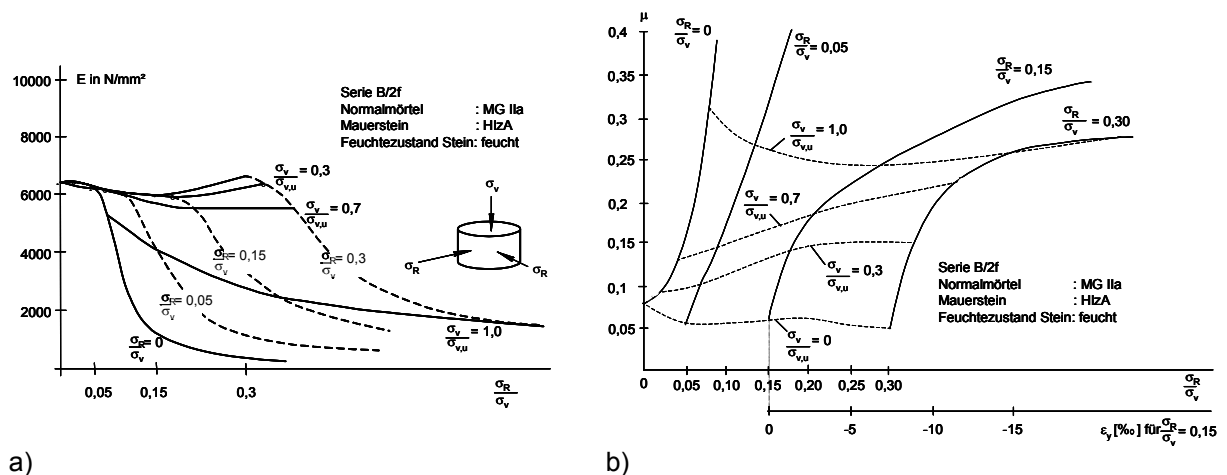 E in N/mm²
10000
8000
6000
4000
2000
Serie B/2f
Normalmörtel : MG IIa
Mauerstein : HlzA
Feuchtezustand Stein: feucht
σv/σv,u = 0,3
σv/σv,u = 0,7
σv
σR
σR
σR/σv = 0,15
σR/σv = 0,3
σR/σv = 0,05
σR/σv = 0
σv/σv,u = 1,0
0,05
0,15
0,3
σR/σv
a)
μ
0,4
0,35
0,3
0,25
0,2
0,15
0,1
0,05
σR/σv = 0
σR/σv = 0,05
σR/σv = 0,15
σR/σv = 0,30
σv/σv,u = 1,0
σv/σv,u = 0,7
σv/σv,u = 0,3
σv/σv,u = 0
Serie B/2f
Normalmörtel : MG IIa
Mauerstein : HlzA
Feuchtezustand Stein: feucht
0
0,05
0,10
0,15
0,20
0,25
0,30
σR/σv
0
-5
-10
-15
εy [‰] für σR/σv = 0,15
b)